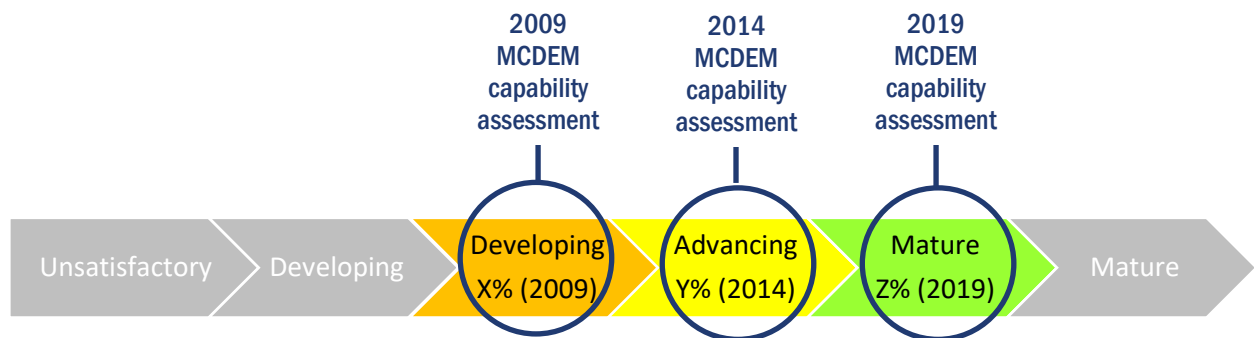 2009
MCDEM
capability
assessment
2014
MCDEM
capability
assessment
2019
MCDEM
capability
assessment
Unsatisfactory
Developing
Developing
X% (2009)
Advancing
Y% (2014)
Mature
Z% (2019)
Mature